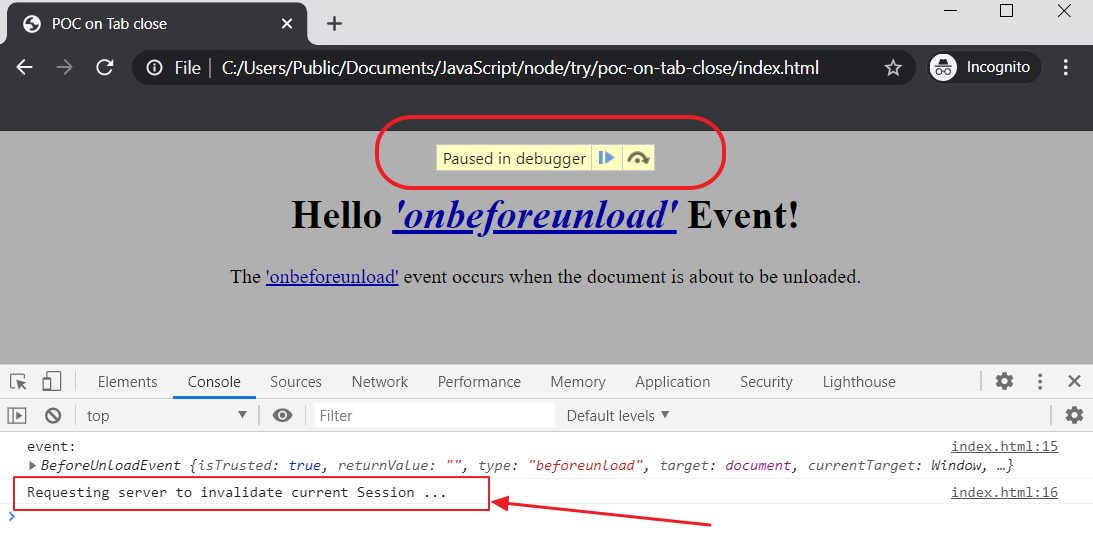 POC on Tab close
File | C:/Users/Public/Documents/JavaScript/node/try/poc-on-tab-close/index.html
Incognito
Paused in debugger
Hello 'onbeforeunload' Event!
The 'onbeforeunload' event occurs when the document is about to be unloaded.
Elements Console Sources Network Performance Memory Application Security Lighthouse
top Filter Default levels
event: index.html:15
BeforeUnloadEvent {isTrusted: true, returnValue: "", type: "beforeunload", target: document, currentTarget: Window, …}
Requesting server to invalidate current Session ... index.html:16